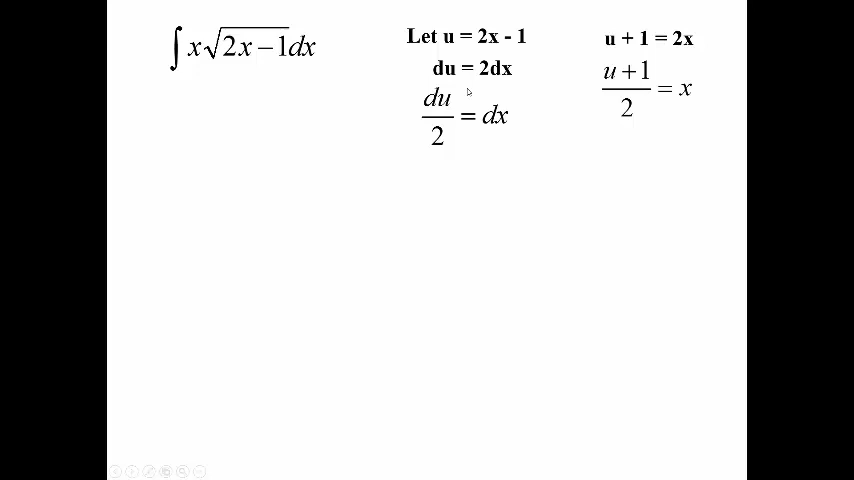 ∫ x√(2x − 1) dx
Let u = 2x - 1
du = 2dx
du/2 = dx
u + 1 = 2x
(u + 1)/2 = x